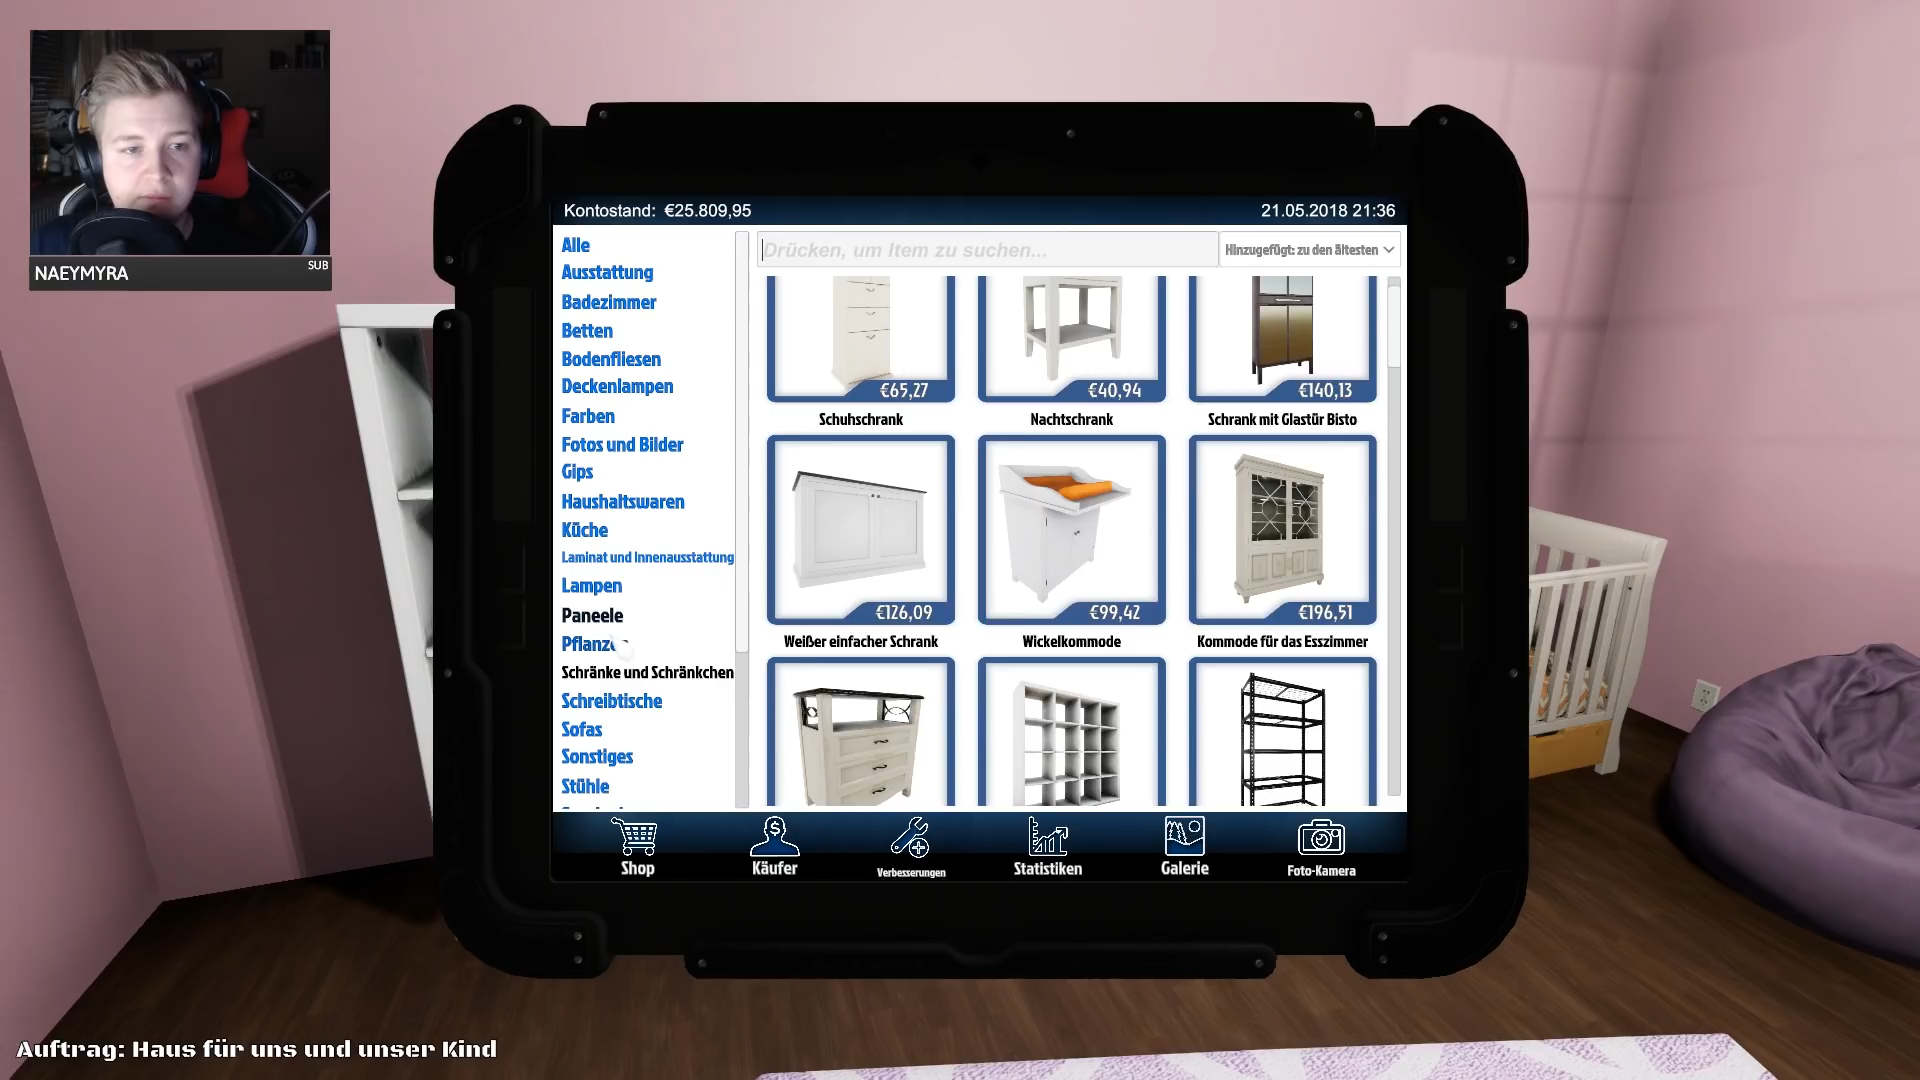 NAEYMYRA
SUB
Kontostand: €25.809,95
21.05.2018 21:36
Alle
Ausstattung
Badezimmer
Betten
Bodenfliesen
Deckenlampen
Farben
Fotos und Bilder
Gips
Haushaltswaren
Küche
Laminat und Innenausstattung
Lampen
Paneele
Schränke und Schränkchen
Schreibtische
Sofas
Sonstiges
Stühle
Drücken, um Item zu suchen...
Hinzugefügt: zu den ältesten
€65,27
€40,94
€140,13
Schuhschrank
Nachtschrank
Schrank mit Glastür Bisto
€126,09
€99,42
€196,51
Weißer einfacher Schrank
Wickelkommode
Kommode für das Esszimmer
Shop
Käufer
Verbesserungen
Statistiken
Galerie
Foto-Kamera
Auftrag: Haus für uns und unser Kind